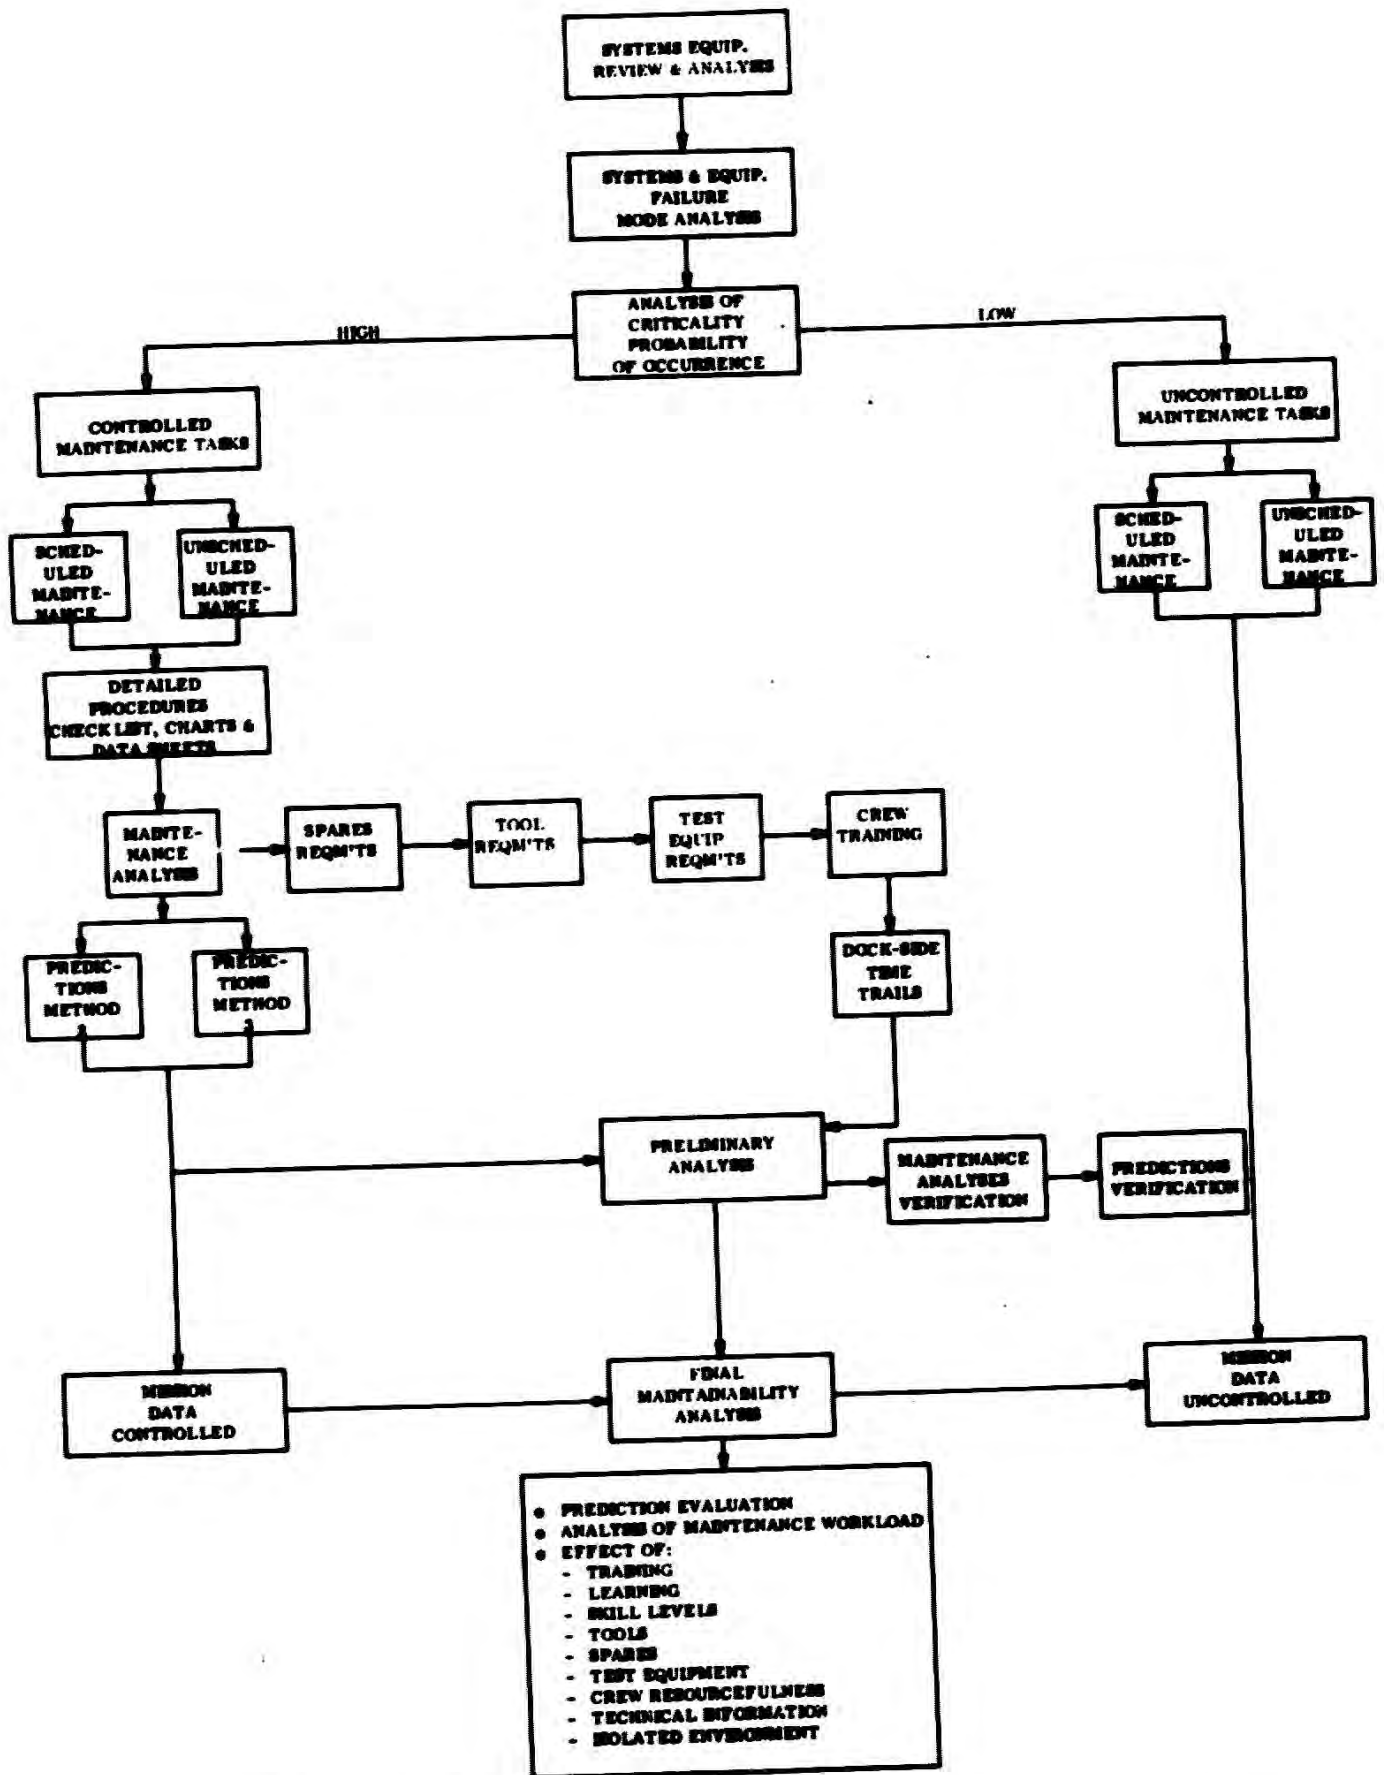 SYSTEMS EQUIP.
REVIEW & ANALYSIS
SYSTEMS & EQUIP.
FAILURE
MODE ANALYSIS
ANALYSIS OF
CRITICALITY
PROBABILITY
OF OCCURRENCE
HIGH
LOW
CONTROLLED
MAINTENANCE TASKS
UNCONTROLLED
MAINTENANCE TASKS
SCHED-
ULED
MAINTE-
NANCE
UNSCHED-
ULED
MAINTE-
NANCE
SCHED-
ULED
MAINTE-
NANCE
UNSCHED-
ULED
MAINTE-
NANCE
DETAILED
PROCEDURES
CHECK LIST, CHARTS &
DATA SHEETS
MAINTE-
NANCE
ANALYSIS
SPARES
REQM'TS
TOOL
REQM'TS
TEST
EQUIP
REQM'TS
CREW
TRAINING
PREDIC-
TIONS
METHOD
PREDIC-
TIONS
METHOD
DOCK-SIDE
TIME
TRAILS
PRELIMINARY
ANALYSIS
MAINTENANCE
ANALYSES
VERIFICATION
PREDICTIONS
VERIFICATION
MISSION
DATA
CONTROLLED
FINAL
MAINTAINABILITY
ANALYSIS
MISSION
DATA
UNCONTROLLED
• PREDICTION EVALUATION
• ANALYSIS OF MAINTENANCE WORKLOAD
• EFFECT OF:
- TRAINING
- LEARNING
- SKILL LEVELS
- TOOLS
- SPARES
- TEST EQUIPMENT
- CREW RESOURCEFULNESS
- TECHNICAL INFORMATION
- ISOLATED ENVIRONMENT